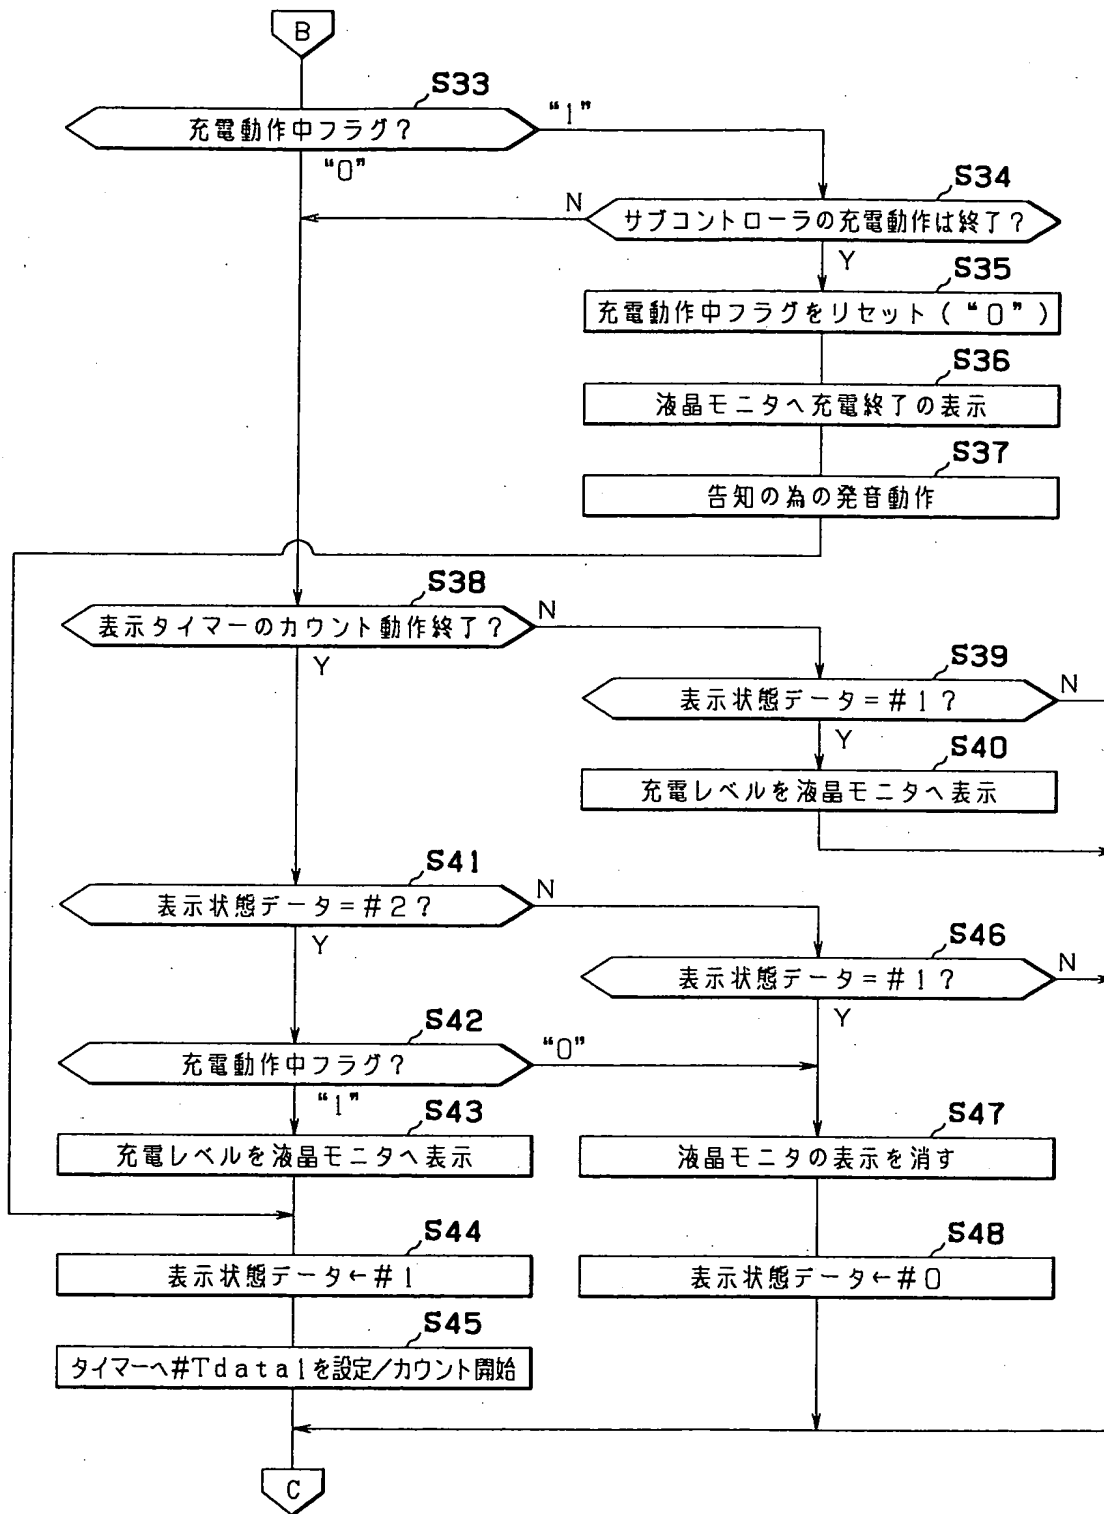 B
S33
充電動作中フラグ?
“1”
“0”
S34
N
サブコントローラの充電動作は終了?
Y
S35
充電動作中フラグをリセット(“0”)
S36
液晶モニタへ充電終了の表示
S37
告知の為の発音動作
S38
表示タイマーのカウント動作終了?
N
Y
S39
表示状態データ=#1?
N
Y
S40
充電レベルを液晶モニタへ表示
S41
表示状態データ=#2?
N
Y
S46
表示状態データ=#1?
N
Y
S42
充電動作中フラグ?
“0”
“1”
S43
充電レベルを液晶モニタへ表示
S47
液晶モニタの表示を消す
S44
表示状態データ←#1
S48
表示状態データ←#0
S45
タイマーへ#Tdata1を設定/カウント開始
C